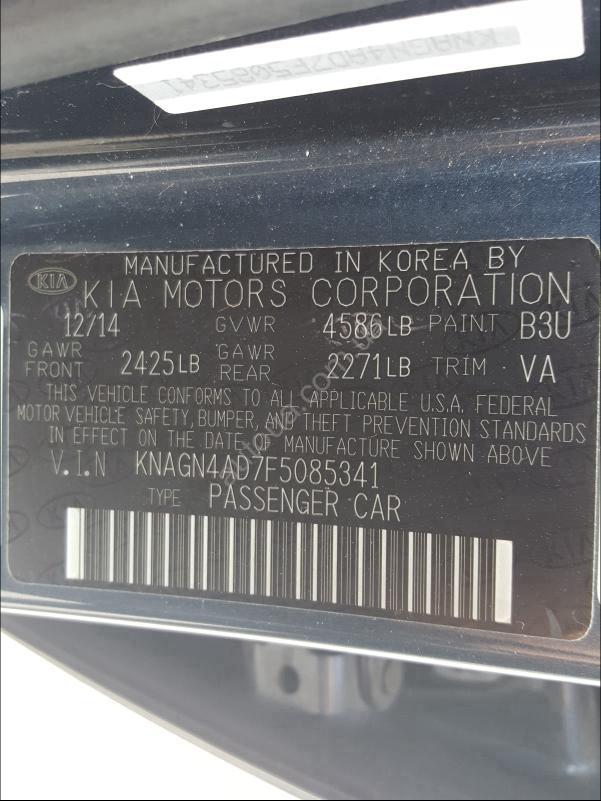 KNAGN4AD7F5085341
KIA
MANUFACTURED IN KOREA BY
KIA MOTORS CORPORATION
12/14 GVWR 4586LB PAINT B3U
GAWR FRONT 2425LB GAWR REAR 2271LB TRIM VA
THIS VEHICLE CONFORMS TO ALL APPLICABLE U.S.A. FEDERAL
MOTOR VEHICLE SAFETY, BUMPER, AND THEFT PREVENTION STANDARDS
IN EFFECT ON THE DATE OF MANUFACTURE SHOWN ABOVE
V.I.N KNAGN4AD7F5085341
TYPE PASSENGER CAR